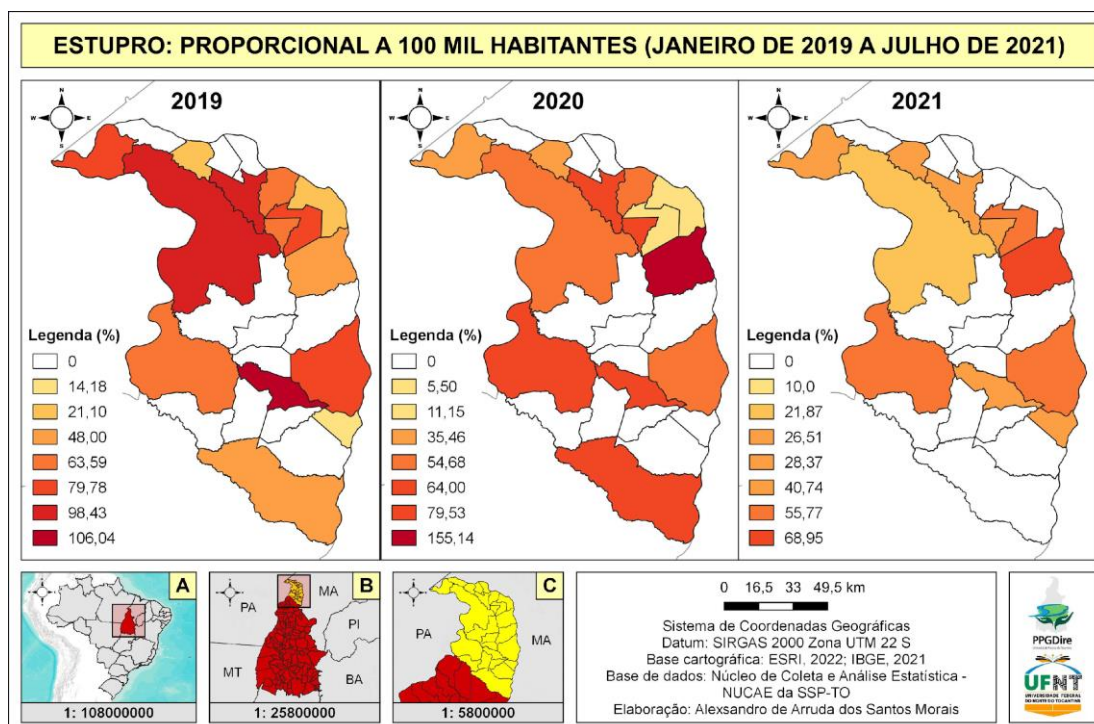 ESTUPRO: PROPORCIONAL A 100 MIL HABITANTES (JANEIRO DE 2019 A JULHO DE 2021)
2019
N
W
E
S
Legenda (%)
0
14,18
21,10
48,00
63,59
79,78
98,43
106,04
2020
N
W
E
S
Legenda (%)
0
5,50
11,15
35,46
54,68
64,00
79,53
155,14
2021
N
W
E
S
Legenda (%)
0
10,0
21,87
26,51
28,37
40,74
55,77
68,95
A
1: 108000000
B
PA
MA
PI
MT
BA
1: 25800000
C
PA
MA
1: 5800000
0 16,5 33 49,5 km
Sistema de Coordenadas Geográficas
Datum: SIRGAS 2000 Zona UTM 22 S
Base cartográfica: ESRI, 2022; IBGE, 2021
Base de dados: Núcleo de Coleta e Análise Estatística -
NUCAE da SSP-TO
Elaboração: Alexsandro de Arruda dos Santos Morais
PPGDire
UFNT
UNIVERSIDADE FEDERAL
DO NORTE DO TOCANTINS